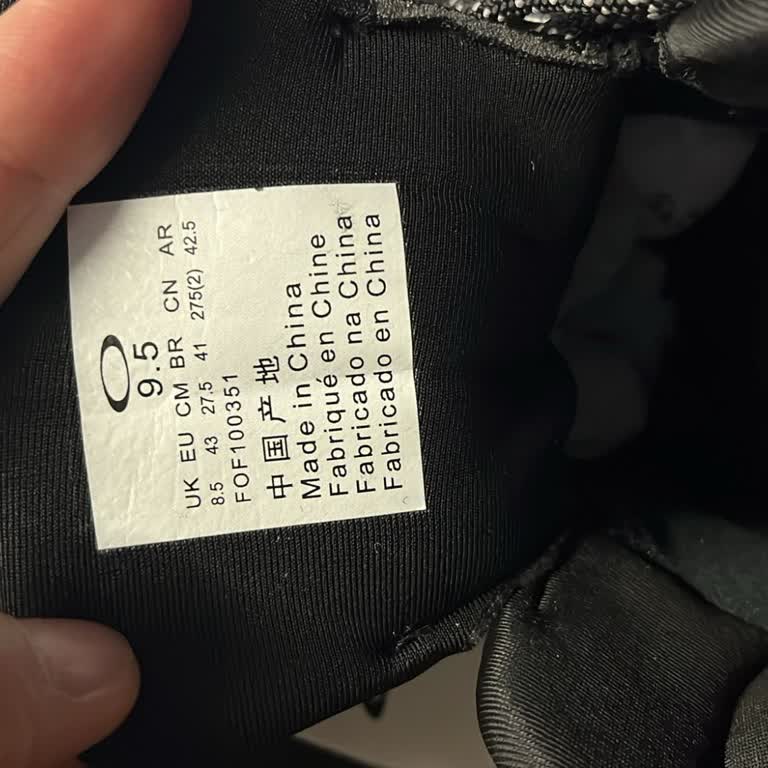 9.5
UK EU CM BR CN AR
8.5 43 27.5 41 275(2) 42.5
FOF100351
中国产地
Made in China
Fabriqué en Chine
Fabricado na China
Fabricado en China